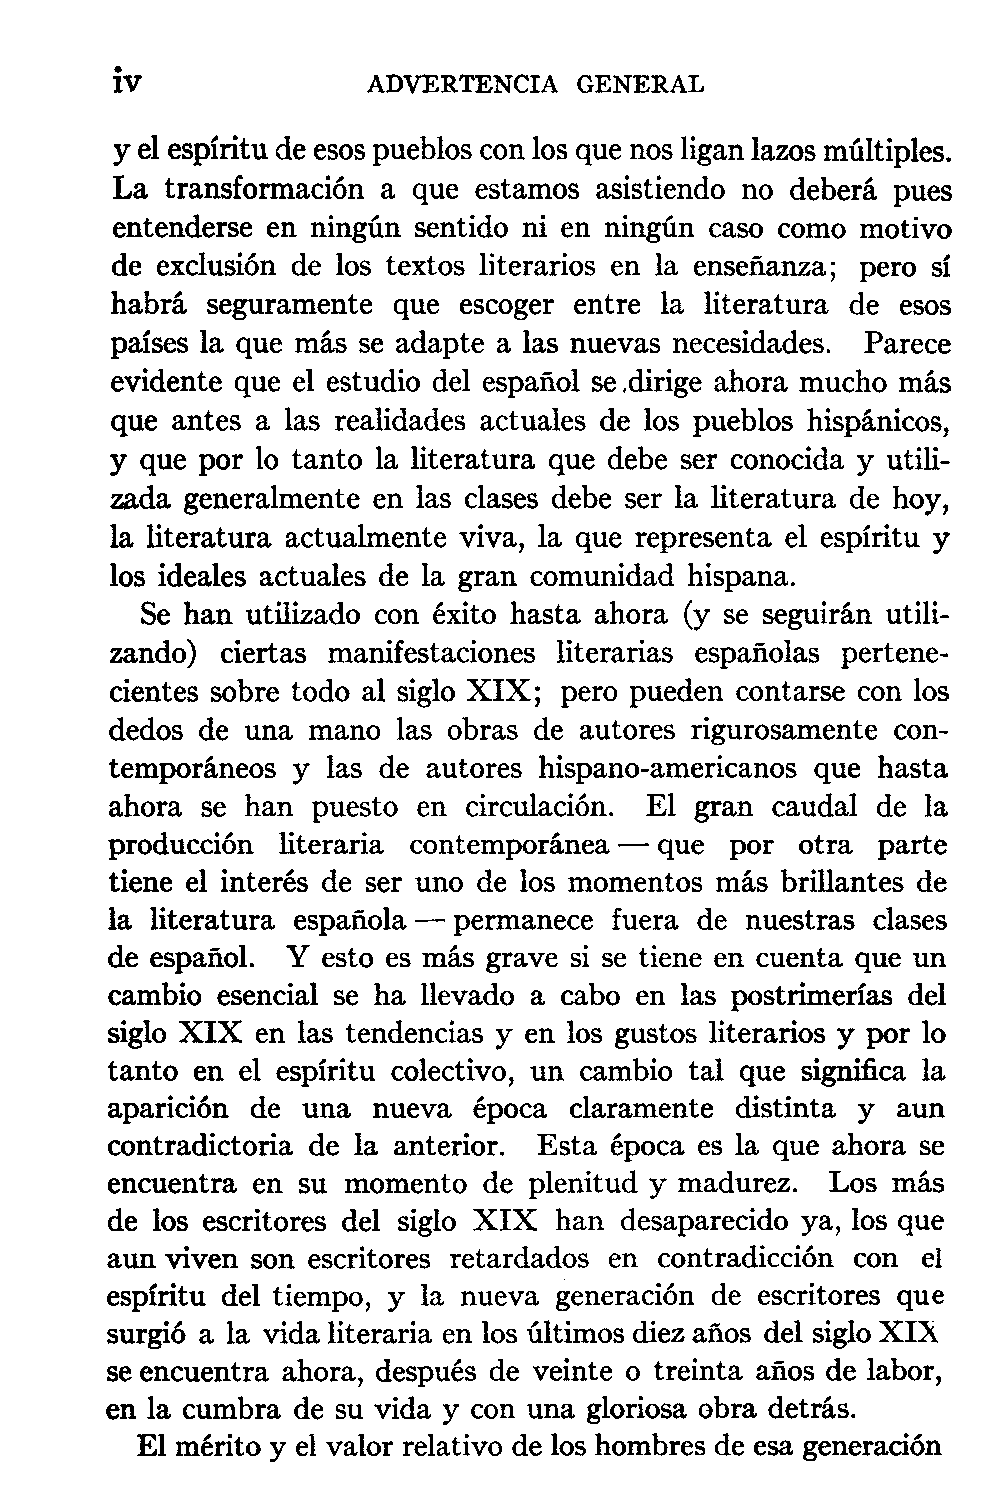 iv ADVERTENCIA GENERAL
y el espíritu de esos pueblos con los que nos ligan lazos múltiples.
La transformación a que estamos asistiendo no deberá pues
entenderse en ningún sentido ni en ningún caso como motivo
de exclusión de los textos literarios en la enseñanza; pero sí
habrá seguramente que escoger entre la literatura de esos
países la que más se adapte a las nuevas necesidades. Parece
evidente que el estudio del español se .dirige ahora mucho más
que antes a las realidades actuales de los pueblos hispánicos,
y que por lo tanto la literatura que debe ser conocida y utili-
zada generalmente en las clases debe ser la literatura de hoy,
la literatura actualmente viva, la que representa el espíritu y
los ideales actuales de la gran comunidad hispana.
Se han utilizado con éxito hasta ahora (y se seguirán utili-
zando) ciertas manifestaciones literarias españolas pertene-
cientes sobre todo al siglo XIX; pero pueden contarse con los
dedos de una mano las obras de autores rigurosamente con-
temporáneos y las de autores hispano-americanos que hasta
ahora se han puesto en circulación. El gran caudal de la
producción literaria contemporánea — que por otra parte
tiene el interés de ser uno de los momentos más brillantes de
la literatura española — permanece fuera de nuestras clases
de español. Y esto es más grave si se tiene en cuenta que un
cambio esencial se ha llevado a cabo en las postrimerías del
siglo XIX en las tendencias y en los gustos literarios y por lo
tanto en el espíritu colectivo, un cambio tal que significa la
aparición de una nueva época claramente distinta y aun
contradictoria de la anterior. Esta época es la que ahora se
encuentra en su momento de plenitud y madurez. Los más
de los escritores del siglo XIX han desaparecido ya, los que
aun viven son escritores retardados en contradicción con el
espíritu del tiempo, y la nueva generación de escritores que
surgió a la vida literaria en los últimos diez años del siglo XIX
se encuentra ahora, después de veinte o treinta años de labor,
en la cumbra de su vida y con una gloriosa obra detrás.
El mérito y el valor relativo de los hombres de esa generación